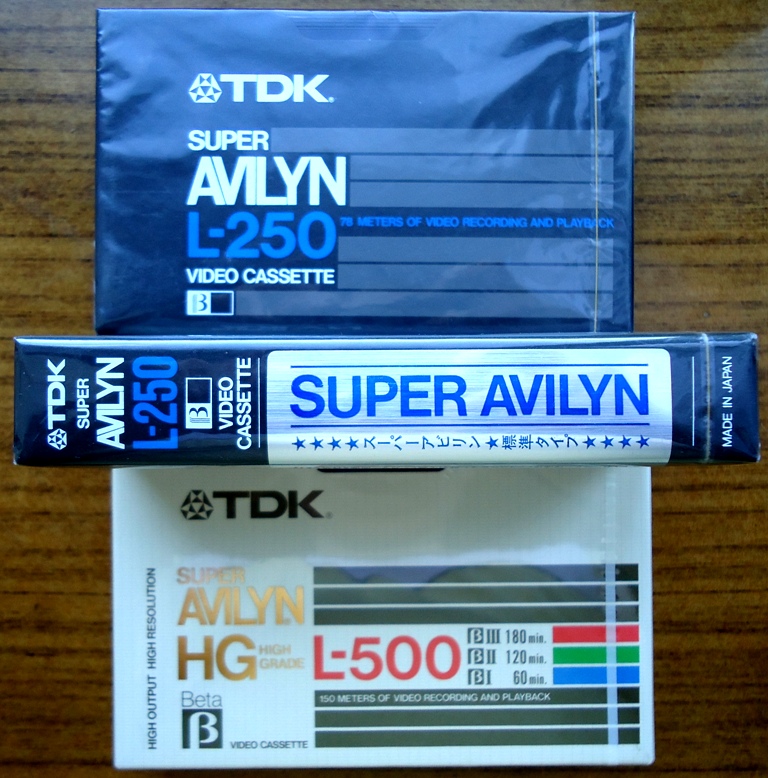 TDK
SUPER
AVILYN
L-250
78 METERS OF VIDEO RECORDING AND PLAYBACK
VIDEO CASSETTE
β
TDK
SUPER
AVILYN
L-250
β
VIDEO
CASSETTE
SUPER AVILYN
★★★★★スーパーアビリン★標準タイプ★★★★
MADE IN JAPAN
TDK
HIGH OUTPUT HIGH RESOLUTION
SUPER
AVILYN
HG HIGH
GRADE
L-500
βIII 180 min.
βII 120 min.
βI 60 min.
150 METERS OF VIDEO RECORDING AND PLAYBACK
Beta
β
VIDEO CASSETTE